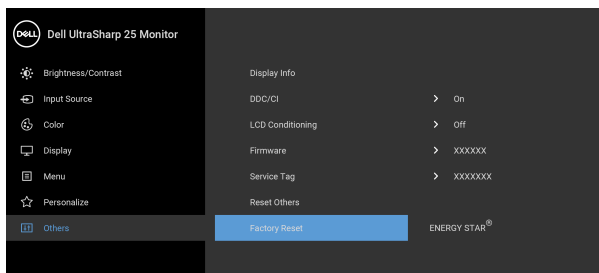 DELL Dell UltraSharp 25 Monitor
Brightness/Contrast
Input Source
Color
Display
Menu
Personalize
Others
Display Info
DDC/CI > On
LCD Conditioning > Off
Firmware > XXXXXX
Service Tag > XXXXXXX
Reset Others
Factory Reset ENERGY STAR®